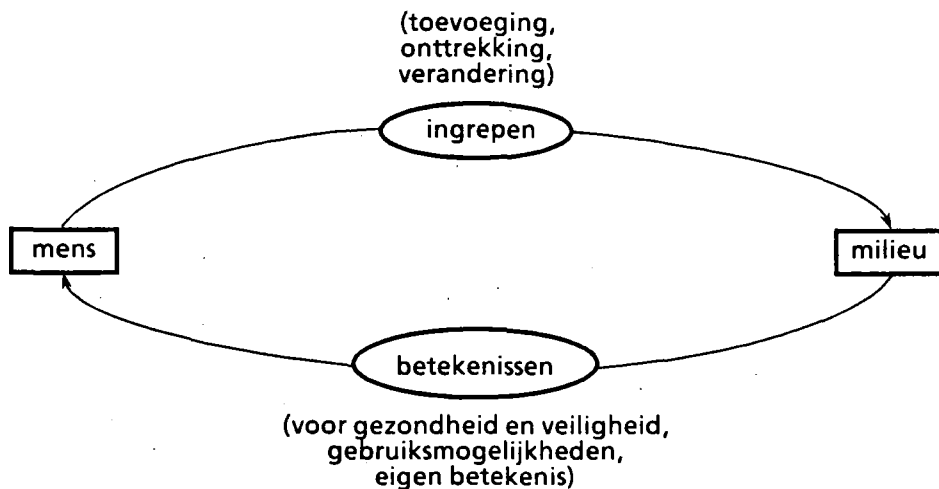 (toevoeging,
onttrekking,
verandering)
ingrepen
mens
milieu
betekenissen
(voor gezondheid en veiligheid,
gebruiksmogelijkheden,
eigen betekenis)